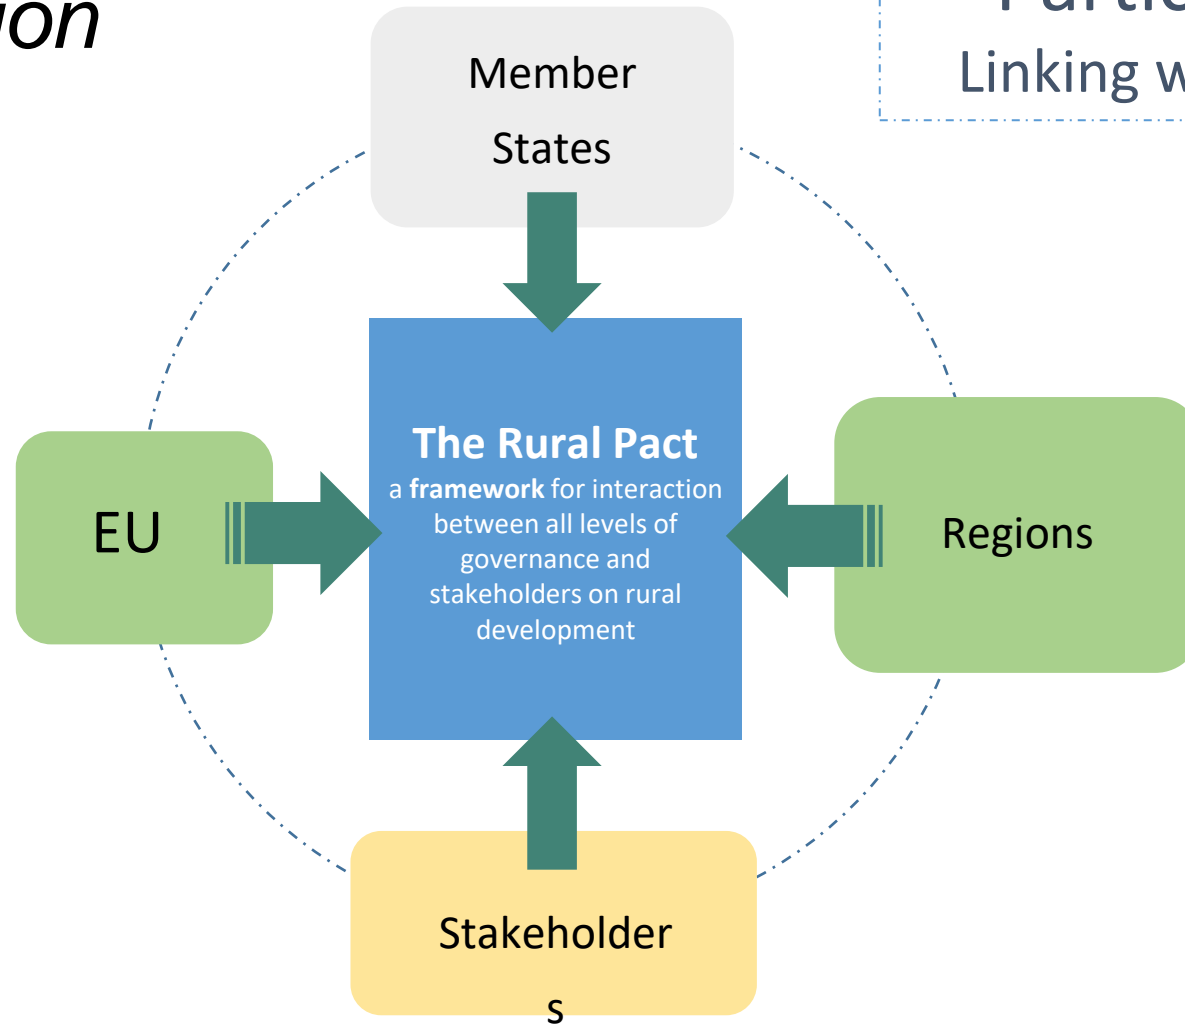 Linking
Member
States
The Rural Pact
a framework for interaction
between all levels of
governance and
stakeholders on rural
development
EU
Regions
Stakeholder
s